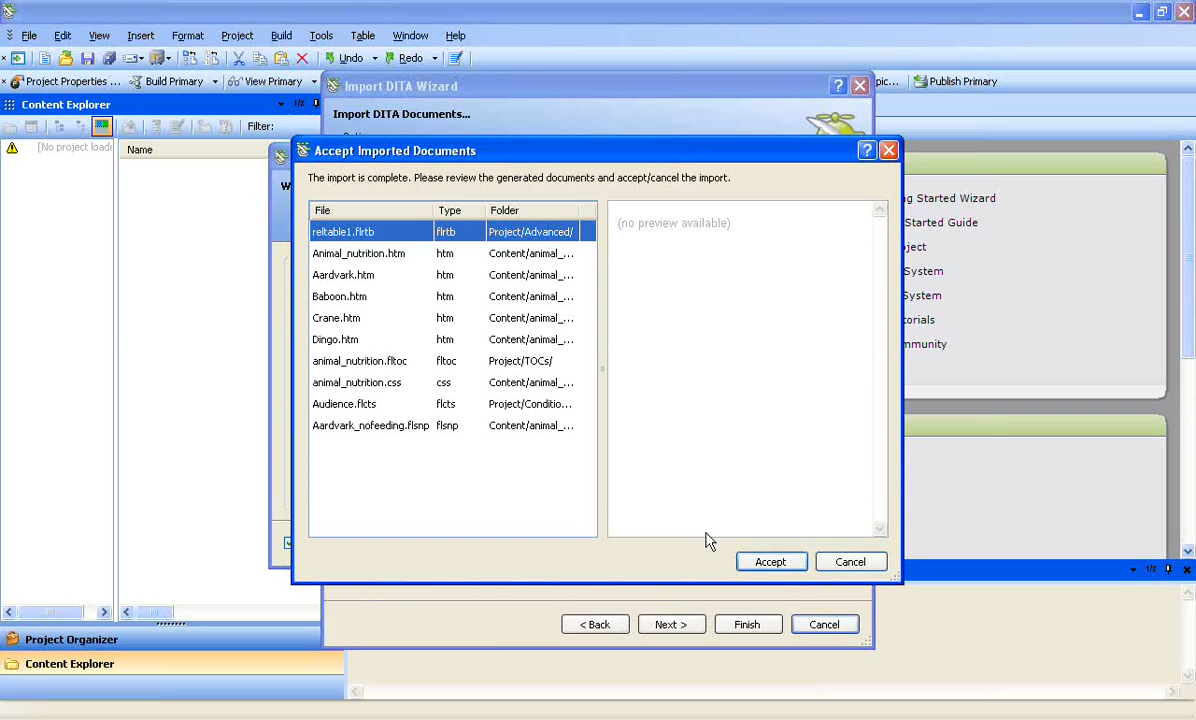 File Edit View Insert Format Project Build Tools Table Window Help
Undo Redo
Project Properties ... Build Primary View Primary Publish Primary
Content Explorer 1/2
Filter:
[No project loade
Name
Import DITA Wizard
Import DITA Documents...
Accept Imported Documents
The import is complete. Please review the generated documents and accept/cancel the import.
File Type Folder
reltable1.flrtb flrtb Project/Advanced/
Animal_nutrition.htm htm Content/animal_...
Aardvark.htm htm Content/animal_...
Baboon.htm htm Content/animal_...
Crane.htm htm Content/animal_...
Dingo.htm htm Content/animal_...
animal_nutrition.fltoc fltoc Project/TOCs/
animal_nutrition.css css Content/animal_...
Audience.flcts flcts Project/Conditio...
Aardvark_nofeeding.flsnp flsnp Content/animal_...
(no preview available)
Accept Cancel
< Back Next > Finish Cancel
ng Started Wizard
Started Guide
oject
System
System
torials
mmunity
1/2
Project Organizer
Content Explorer